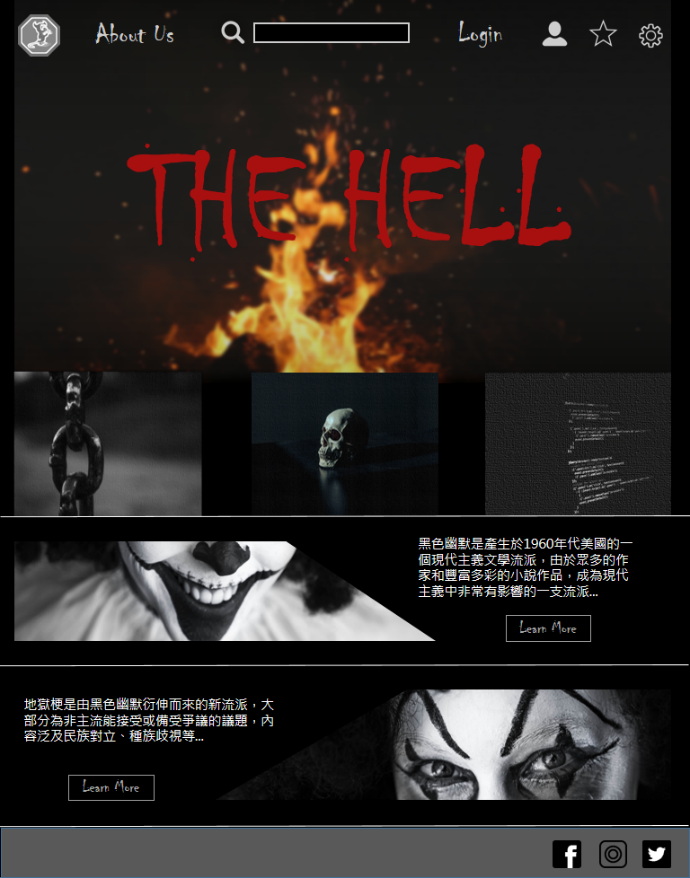 About Us
Login
THE HELL
黑色幽默是產生於1960年代美國的一
個現代主義文學流派，由於眾多的作
家和豐富多彩的小說作品，成為現代
主義中非常有影響的一支流派...
Learn More
地獄梗是由黑色幽默衍伸而來的新流派，大
部分為非主流能接受或備受爭議的議題，內
容泛及民族對立、種族歧視等...
Learn More